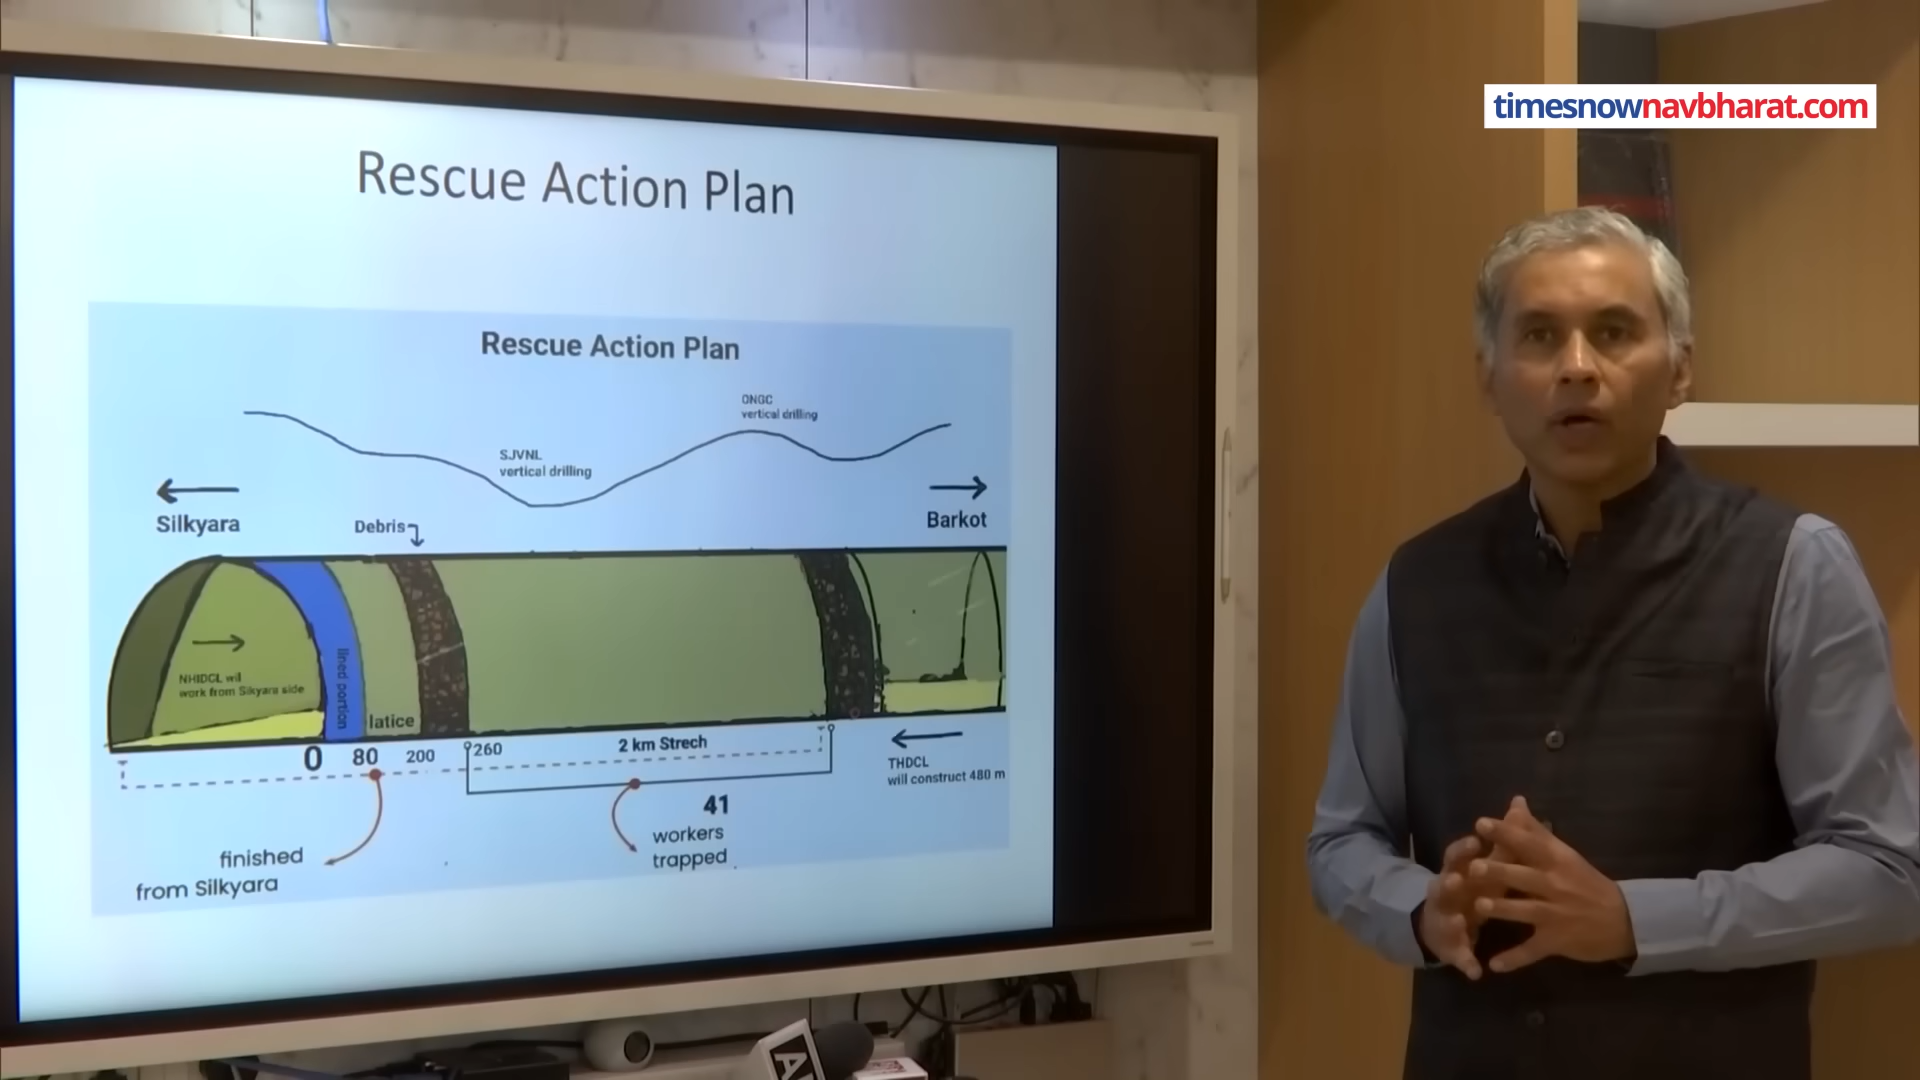 timesnownavbharat.com
Rescue Action Plan
Rescue Action Plan
ONGC
vertical drilling
SJVNL
vertical drilling
Silkyara
Debris
Barkot
NHIDCL wil
work from Sikyara side
lined portion
latice
0
80
200
260
2 km Strech
THDCL
will construct 480 m
41
workers
trapped
finished
from Silkyara